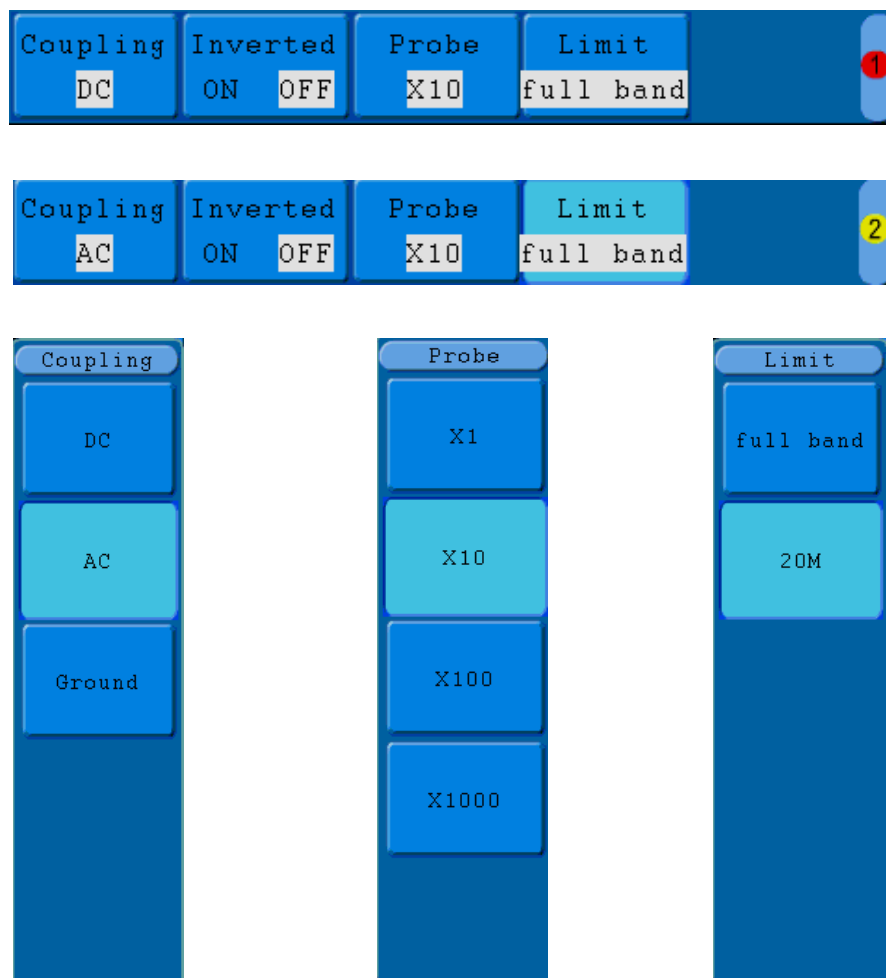 Coupling Inverted Probe Limit
DC ON OFF X10 full band
1
Coupling Inverted Probe Limit
AC ON OFF X10 full band
2
Coupling
DC
AC
Ground
Probe
X1
X10
X100
X1000
Limit
full band
20M